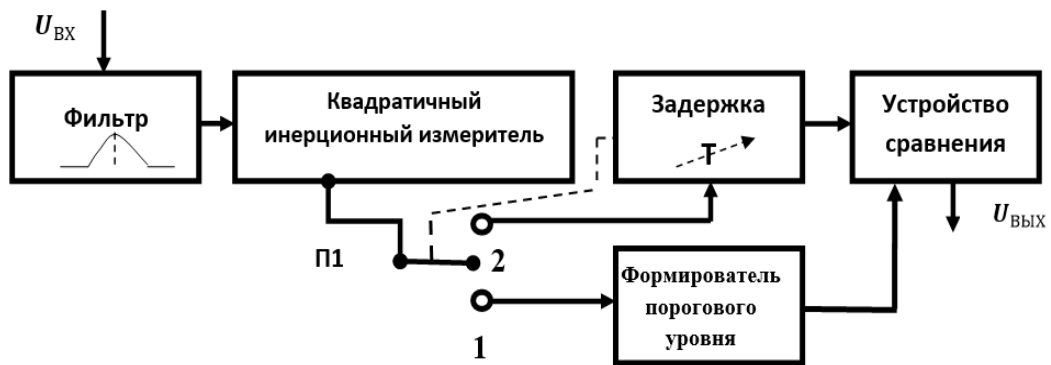 U_ВХ
Фильтр
Квадратичный
инерционный измеритель
Задержка
T
Устройство
сравнения
U_ВЫХ
П1
2
Формирователь
порогового
уровня
1